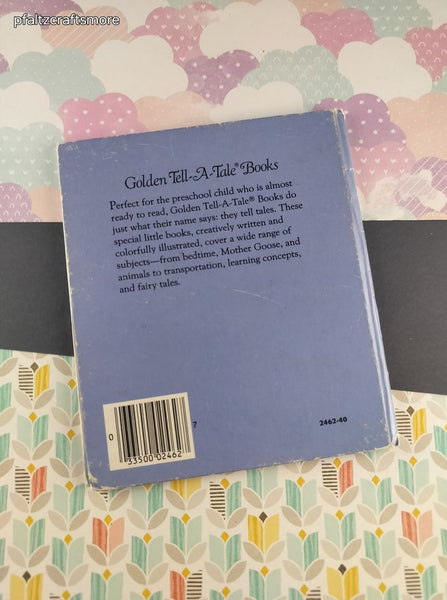 pfaltzcraftsmore
Golden Tell-A-Tale® Books
Perfect for the preschool child who is almost
ready to read, Golden Tell-A-Tale® Books do
just what their name says: they tell tales. These
special little books, creatively written and
colorfully illustrated, cover a wide range of
subjects—from bedtime, Mother Goose, and
animals to transportation, learning concepts,
and fairy tales.
0 33500 02462 7
2462-40